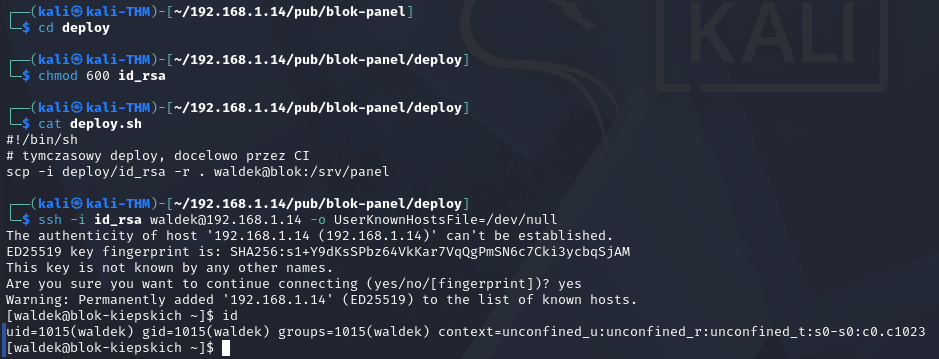 ┌──(kali㉿kali-THM)-[~/192.168.1.14/pub/blok-panel]
└─$ cd deploy
┌──(kali㉿kali-THM)-[~/192.168.1.14/pub/blok-panel/deploy]
└─$ chmod 600 id_rsa
┌──(kali㉿kali-THM)-[~/192.168.1.14/pub/blok-panel/deploy]
└─$ cat deploy.sh
#!/bin/sh
# tymczasowy deploy, docelowo przez CI
scp -i deploy/id_rsa -r . waldek@blok:/srv/panel
┌──(kali㉿kali-THM)-[~/192.168.1.14/pub/blok-panel/deploy]
└─$ ssh -i id_rsa waldek@192.168.1.14 -o UserKnownHostsFile=/dev/null
The authenticity of host '192.168.1.14 (192.168.1.14)' can't be established.
ED25519 key fingerprint is: SHA256:s1+Y9dKsSPbz64VkKar7VqQgPmSN6c7Cki3ycbqSjAM
This key is not known by any other names.
Are you sure you want to continue connecting (yes/no/[fingerprint])? yes
Warning: Permanently added '192.168.1.14' (ED25519) to the list of known hosts.
[waldek@blok-kiepskich ~]$ id
uid=1015(waldek) gid=1015(waldek) groups=1015(waldek) context=unconfined_u:unconfined_r:unconfined_t:s0-s0:c0.c1023
[waldek@blok-kiepskich ~]$
KALI